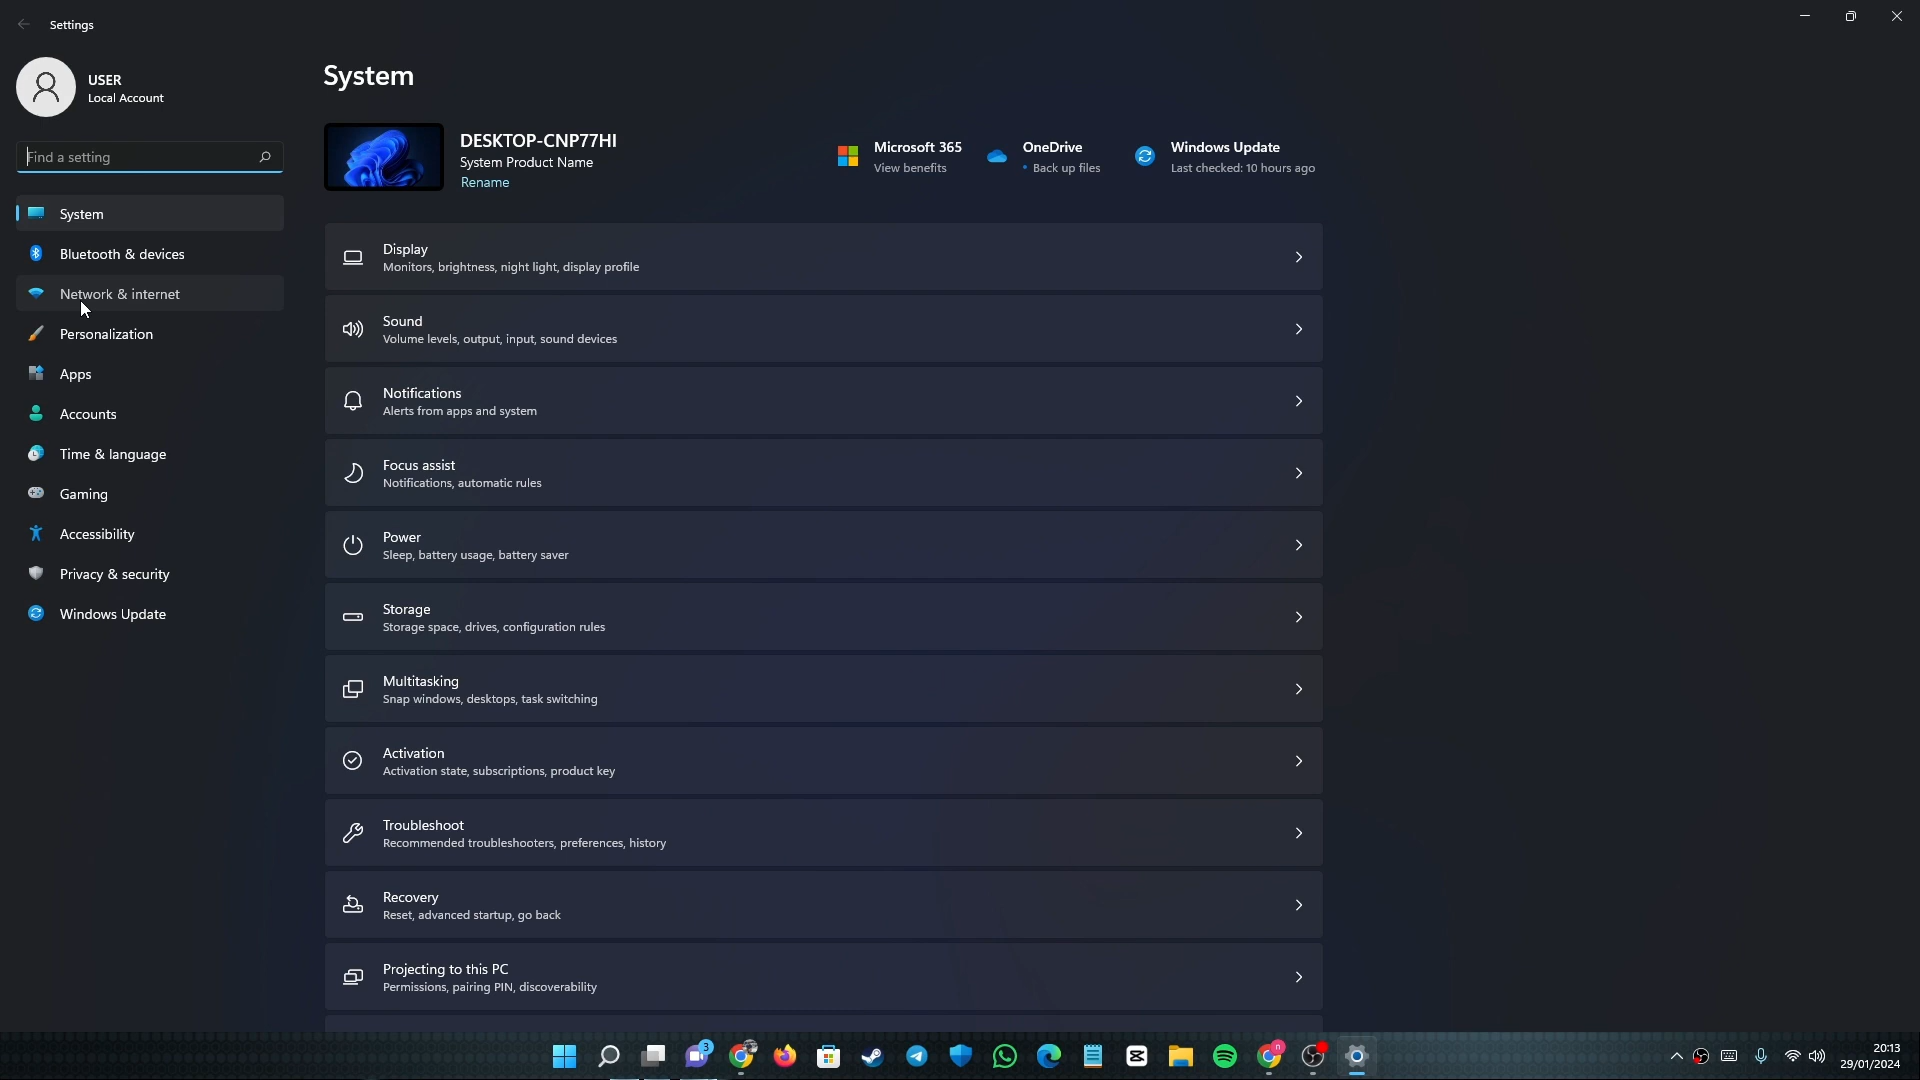 Settings
USER
Local Account
Find a setting
System
Bluetooth & devices
Network & internet
Personalization
Apps
Accounts
Time & language
Gaming
Accessibility
Privacy & security
Windows Update
System
DESKTOP-CNP77HI
System Product Name
Rename
Microsoft 365
View benefits
OneDrive
• Back up files
Windows Update
Last checked: 10 hours ago
Display
Monitors, brightness, night light, display profile
Sound
Volume levels, output, input, sound devices
Notifications
Alerts from apps and system
Focus assist
Notifications, automatic rules
Power
Sleep, battery usage, battery saver
Storage
Storage space, drives, configuration rules
Multitasking
Snap windows, desktops, task switching
Activation
Activation state, subscriptions, product key
Troubleshoot
Recommended troubleshooters, preferences, history
Recovery
Reset, advanced startup, go back
Projecting to this PC
Permissions, pairing PIN, discoverability
3
n
20:13
29/01/2024